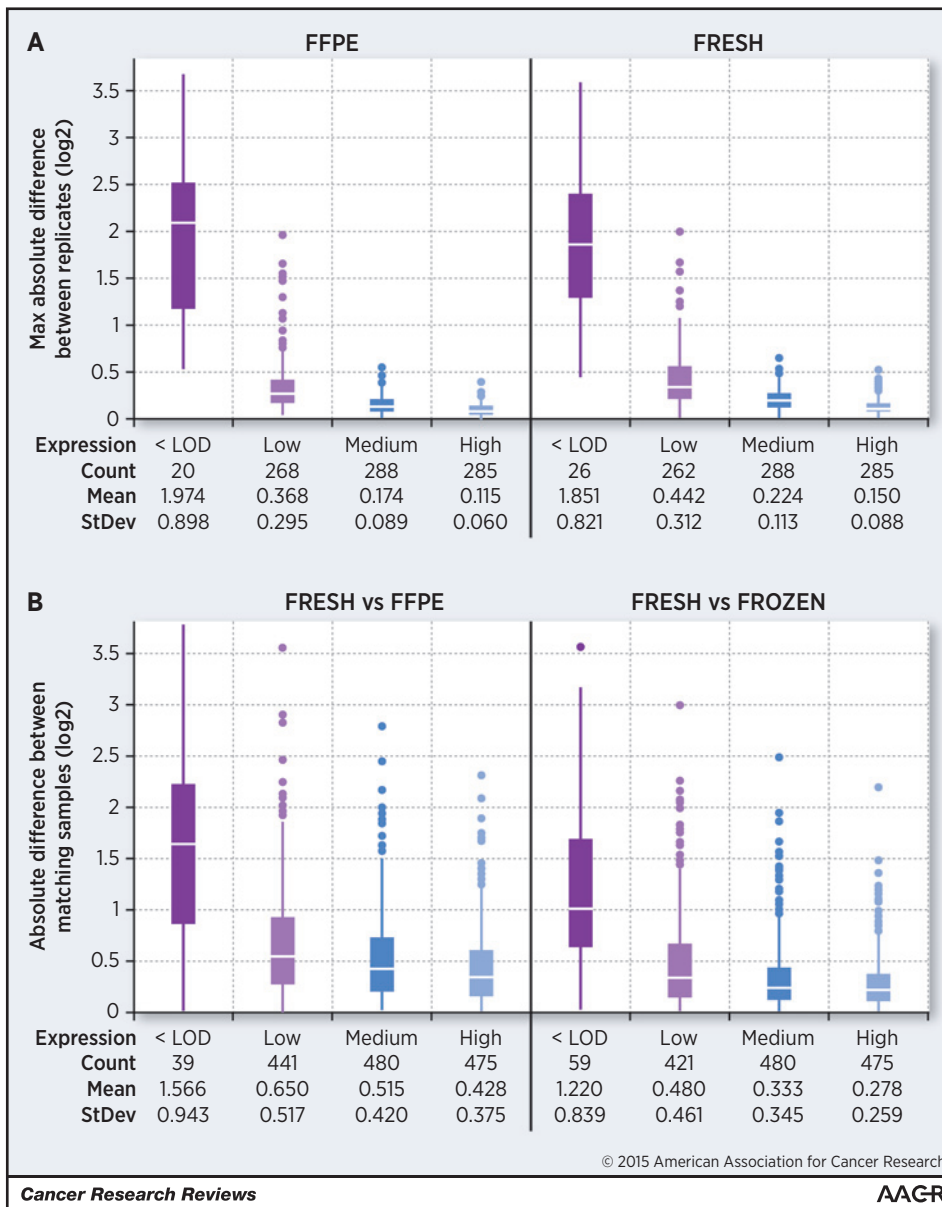 A
FFPE FRESH
Max absolute difference
between replicates (log2)
3.5
3
2.5
2
1.5
1
0.5
0
Expression < LOD Low Medium High < LOD Low Medium High
Count 20 268 288 285 26 262 288 285
Mean 1.974 0.368 0.174 0.115 1.851 0.442 0.224 0.150
StDev 0.898 0.295 0.089 0.060 0.821 0.312 0.113 0.088
B
FRESH vs FFPE FRESH vs FROZEN
Absolute difference between
matching samples (log2)
3.5
3
2.5
2
1.5
1
0.5
0
Expression < LOD Low Medium High < LOD Low Medium High
Count 39 441 480 475 59 421 480 475
Mean 1.566 0.650 0.515 0.428 1.220 0.480 0.333 0.278
StDev 0.943 0.517 0.420 0.375 0.839 0.461 0.345 0.259
© 2015 American Association for Cancer Research
Cancer Research Reviews AACR